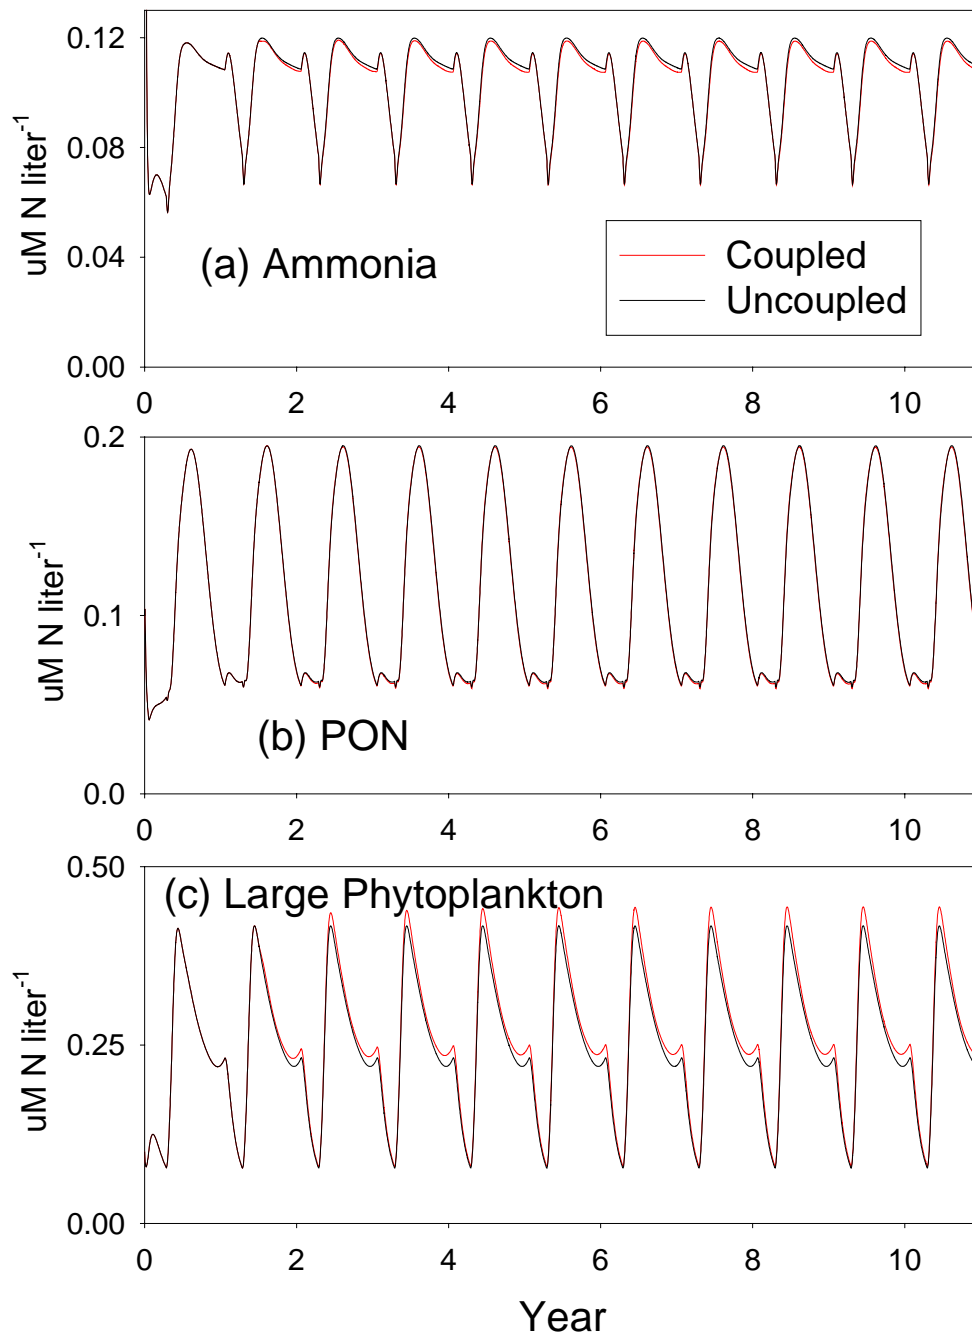 0.12
0.08
0.04
0.00
uM N liter⁻¹
(a) Ammonia
Coupled
Uncoupled
0 2 4 6 8 10
0.2
0.1
0.0
uM N liter⁻¹
(b) PON
0 2 4 6 8 10
0.50
0.25
0.00
uM N liter⁻¹
(c) Large Phytoplankton
0 2 4 6 8 10
Year